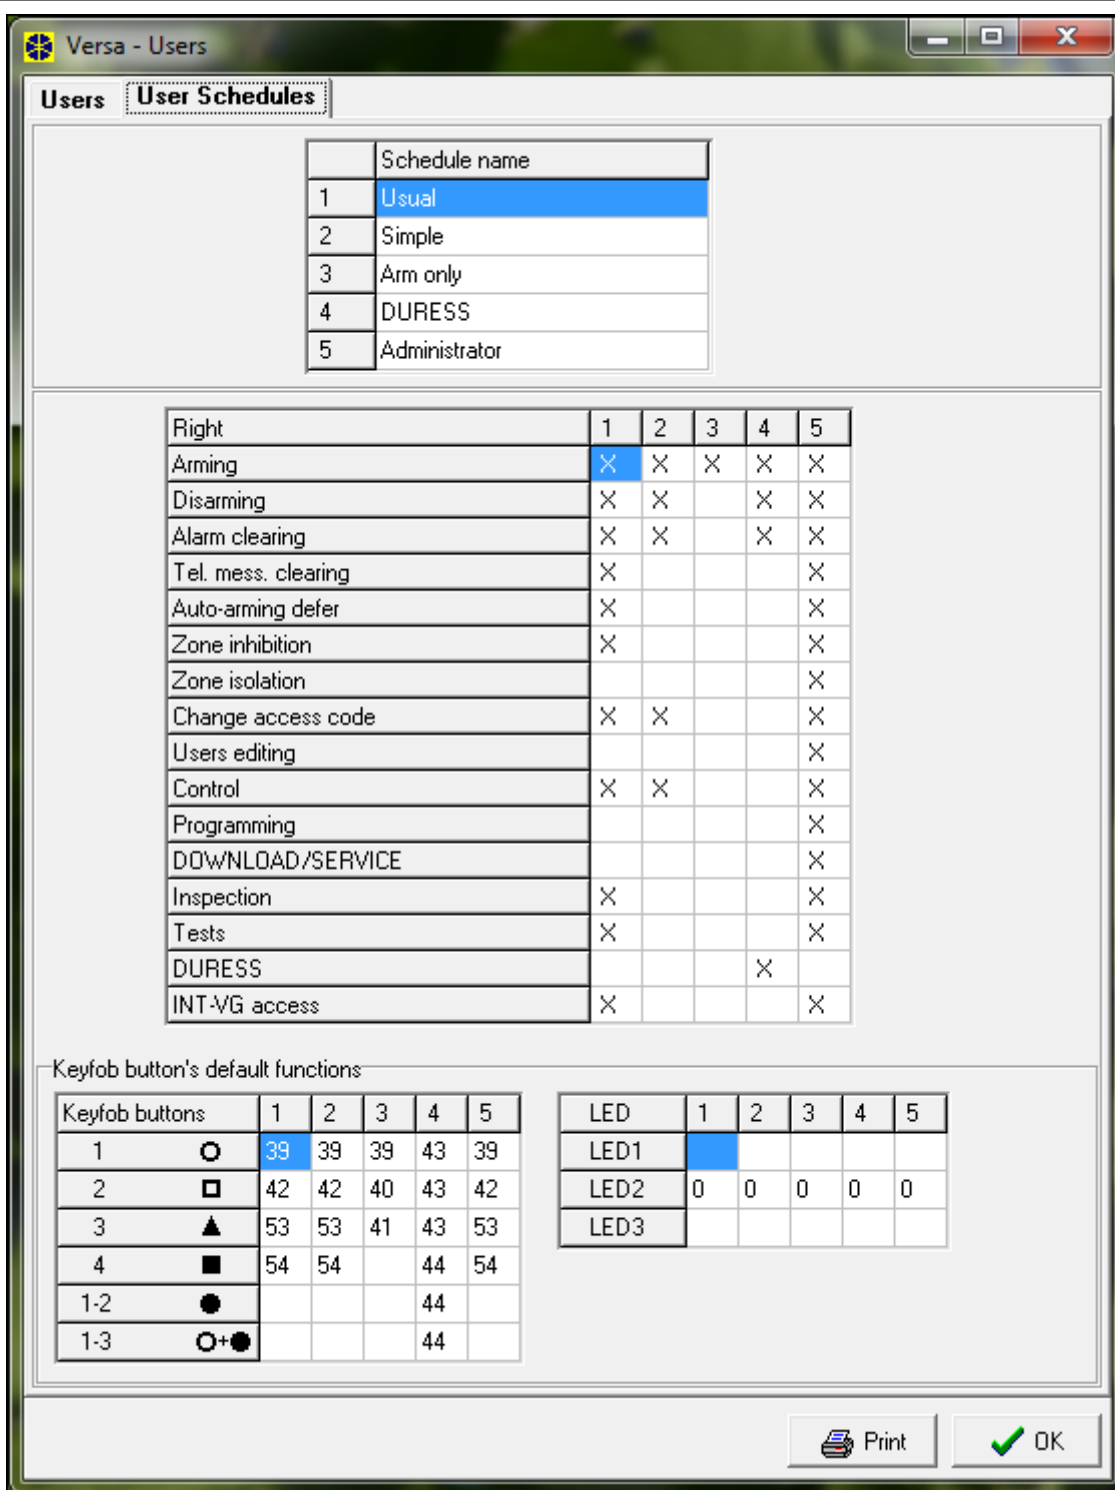 Versa - Users
Users User Schedules
Schedule name
1 Usual
2 Simple
3 Arm only
4 DURESS
5 Administrator
Right 1 2 3 4 5
Arming X X X X X
Disarming X X X X
Alarm clearing X X X X
Tel. mess. clearing X X
Auto-arming defer X X
Zone inhibition X X
Zone isolation X
Change access code X X X
Users editing X
Control X X X
Programming X
DOWNLOAD/SERVICE X
Inspection X X
Tests X X
DURESS X
INT-VG access X X
Keyfob button's default functions
Keyfob buttons 1 2 3 4 5
1 39 39 39 43 39
2 42 42 40 43 42
3 53 53 41 43 53
4 54 54 44 54
1-2 44
1-3 + 44
LED 1 2 3 4 5
LED1
LED2 0 0 0 0 0
LED3
Print OK